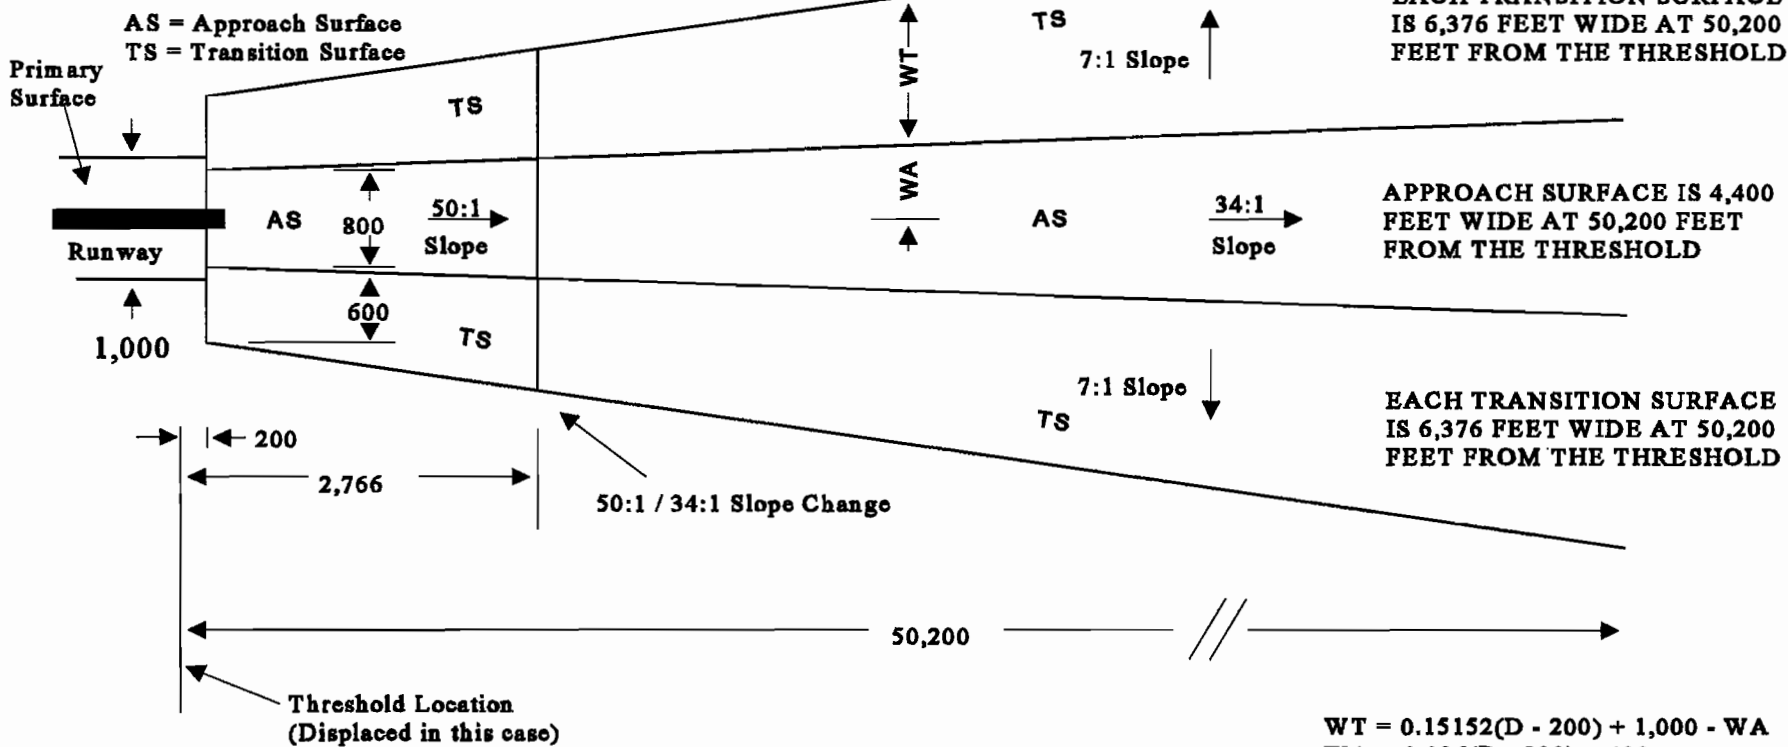 EACH TRANSITION SURFACE
IS 6,376 FEET WIDE AT 50,200
FEET FROM THE THRESHOLD
AS = Approach Surface
TS = Transition Surface
Primary
Surface
TS
7:1 Slope
WT
TS
WA
AS
800
50:1
Slope
AS
34:1
Slope
APPROACH SURFACE IS 4,400
FEET WIDE AT 50,200 FEET
FROM THE THRESHOLD
Runway
600
1,000
TS
7:1 Slope
TS
EACH TRANSITION SURFACE
IS 6,376 FEET WIDE AT 50,200
FEET FROM THE THRESHOLD
200
2,766
50:1 / 34:1 Slope Change
50,200
Threshold Location
(Displaced in this case)
WT = 0.15152(D - 200) + 1,000 - WA